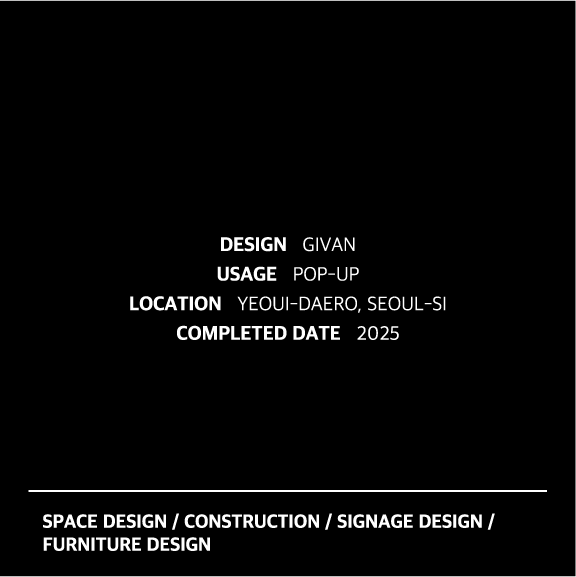 DESIGN GIVAN
USAGE POP-UP
LOCATION YEOUI-DAERO, SEOUL-SI
COMPLETED DATE 2025
SPACE DESIGN / CONSTRUCTION / SIGNAGE DESIGN /
FURNITURE DESIGN